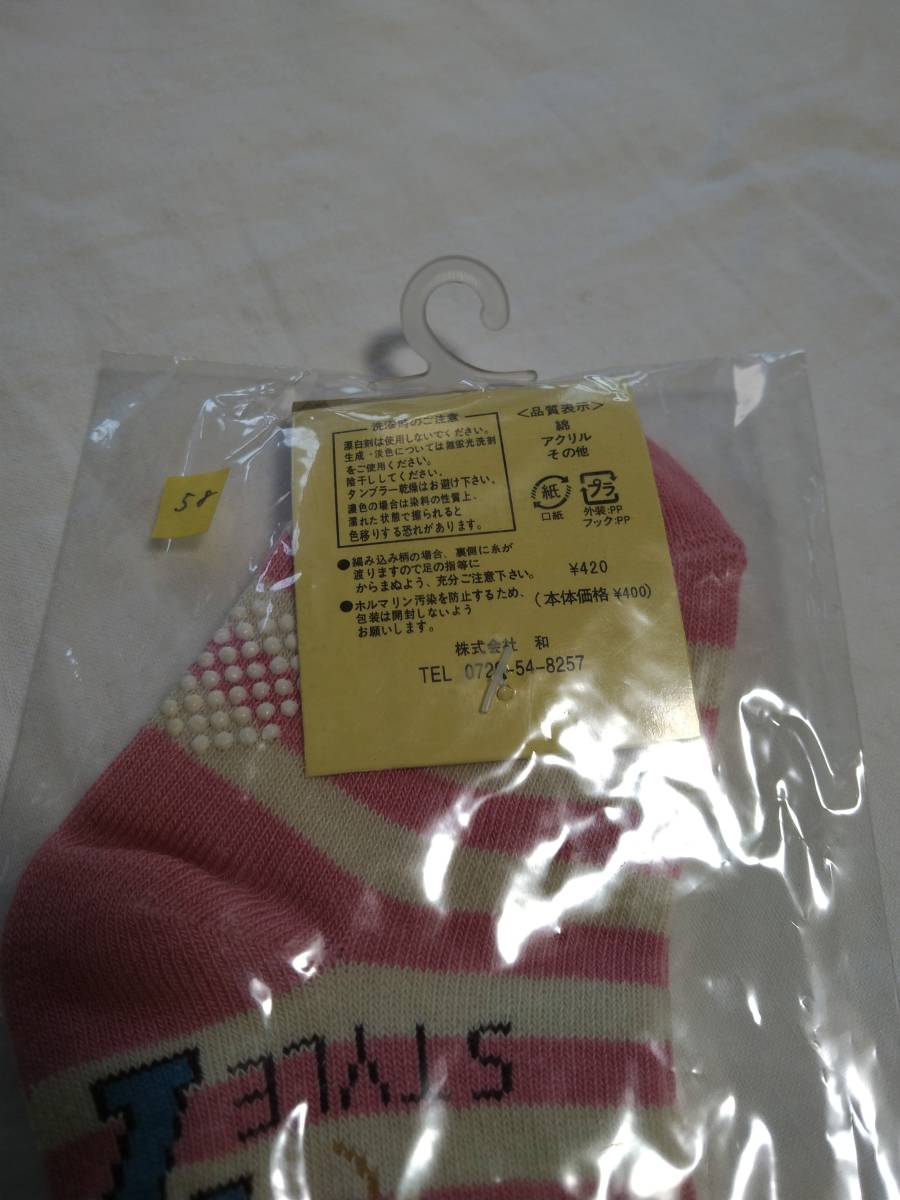 洗濯時のご注意
漂白剤は使用しないでください。
生成・淡色については無蛍光洗剤
をご使用ください。
陰干ししてください。
タンブラー乾燥はお避け下さい。
濃色の場合は染料の性質上、
濡れた状態で擦られると
色移りする恐れがあります。
●編み込み柄の場合、裏側に糸が
渡りますので足の指等に
からまぬよう、充分ご注意下さい。
●ホルマリン汚染を防止するため、
包装は開封しないよう
お願いします。
<品質表示>
綿
アクリル
その他
紙
口紙
プラ
外装:PP
フック:PP
¥420
(本体価格¥400)
株式会社 和
TEL 072 -54-8257
58
STYLE